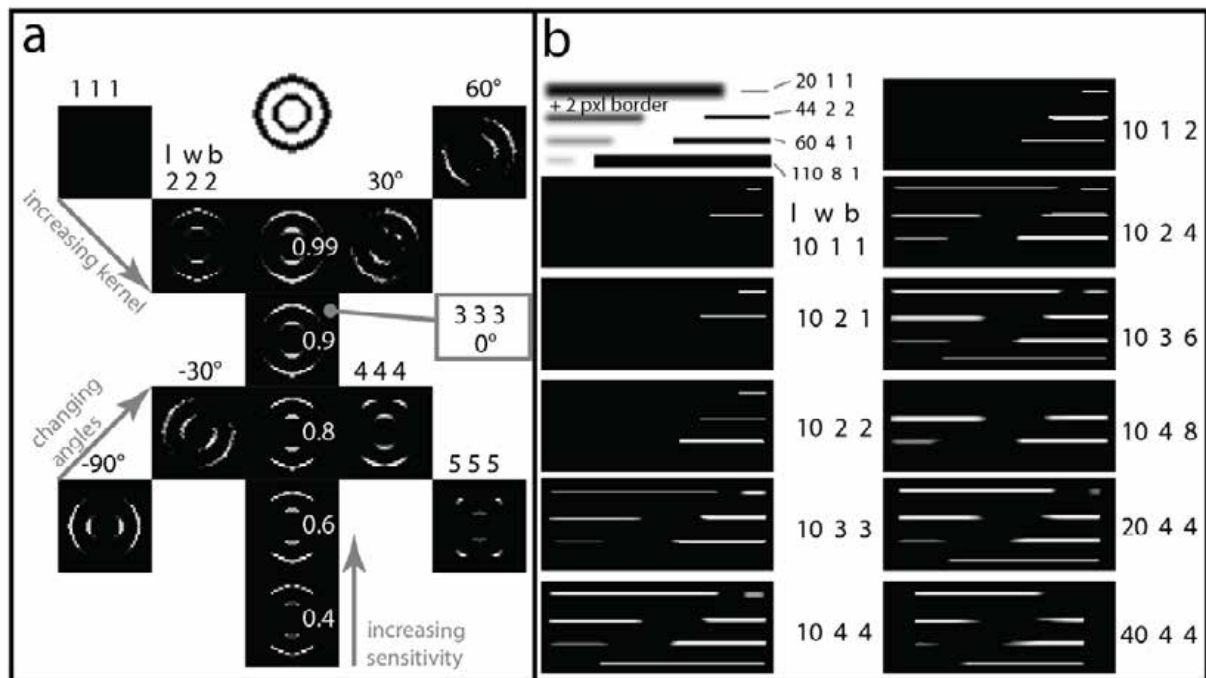 a
1 1 1
60°
l w b
2 2 2
30°
increasing kernel
0.99
3 3 3
0°
0.9
-30°
4 4 4
changing
angles
0.8
-90°
5 5 5
0.6
0.4
increasing
sensitivity
b
20 1 1
+ 2 pxl border
44 2 2
60 4 1
110 8 1
l w b
10 1 1
10 2 1
10 2 2
10 3 3
10 4 4
10 1 2
10 2 4
10 3 6
10 4 8
20 4 4
40 4 4